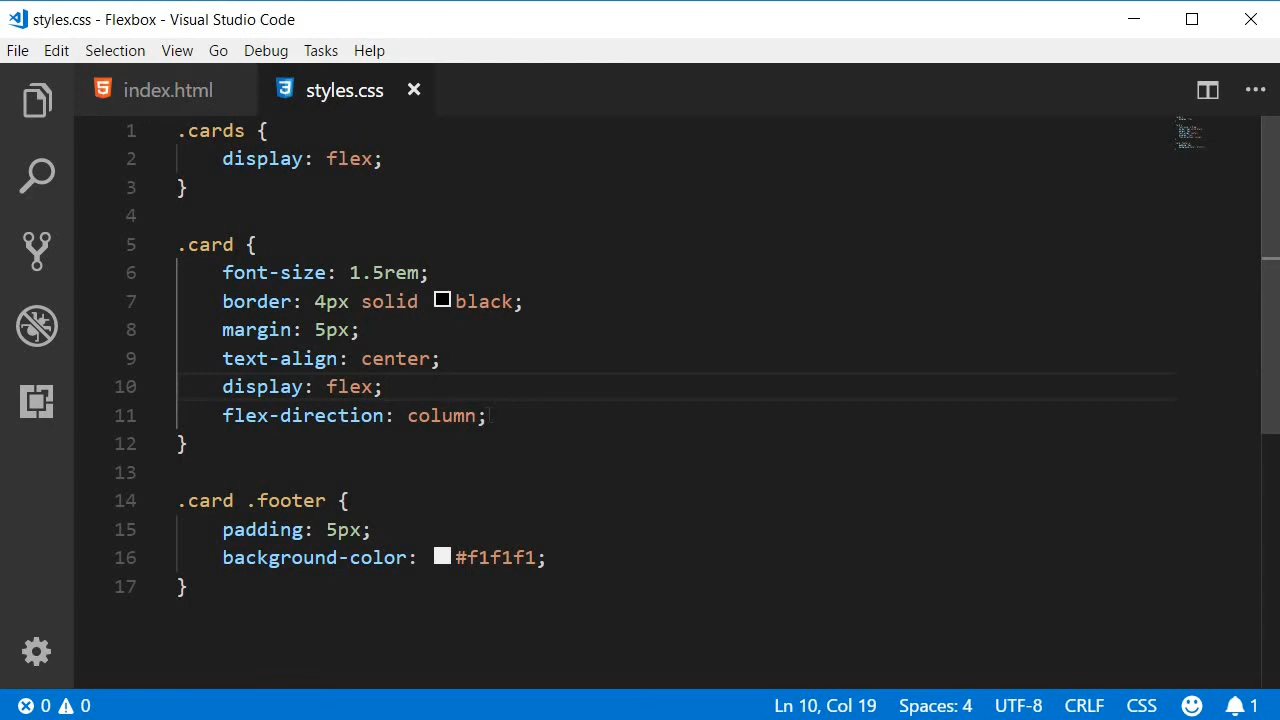 styles.css - Flexbox - Visual Studio Code
File Edit Selection View Go Debug Tasks Help
index.html styles.css
1 .cards {
2 display: flex;
3 }
4
5 .card {
6 font-size: 1.5rem;
7 border: 4px solid black;
8 margin: 5px;
9 text-align: center;
10 display: flex;
11 flex-direction: column;
12 }
13
14 .card .footer {
15 padding: 5px;
16 background-color: #f1f1f1;
17 }
0 0 Ln 10, Col 19 Spaces: 4 UTF-8 CRLF CSS 1